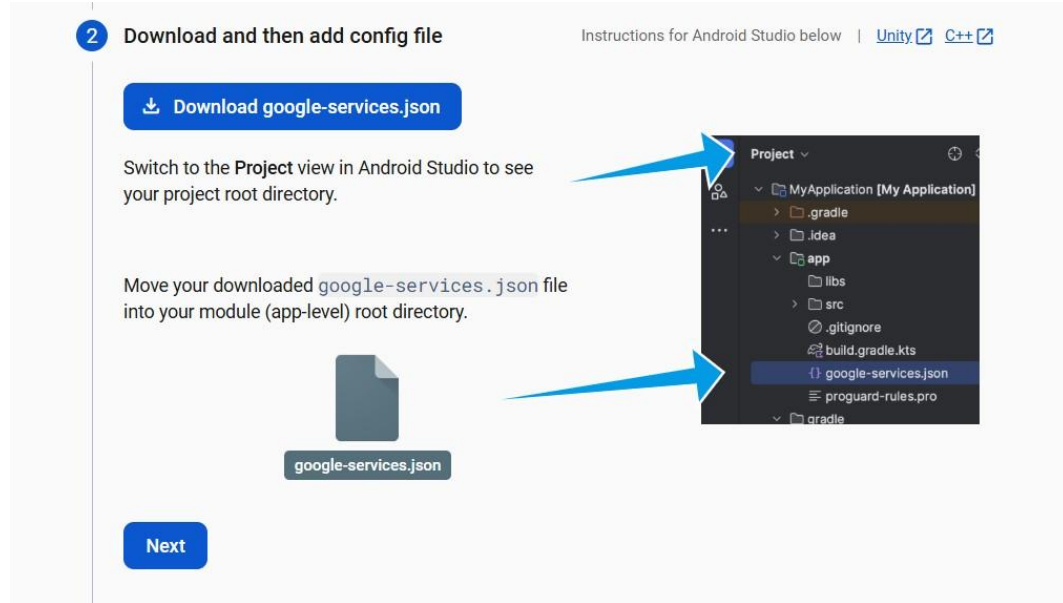 2 Download and then add config file
Instructions for Android Studio below | Unity C++
Download google-services.json
Switch to the Project view in Android Studio to see
your project root directory.
Move your downloaded google-services.json file
into your module (app-level) root directory.
google-services.json
Project
MyApplication [My Application]
.gradle
.idea
app
libs
src
.gitignore
build.gradle.kts
{} google-services.json
proguard-rules.pro
gradle
Next